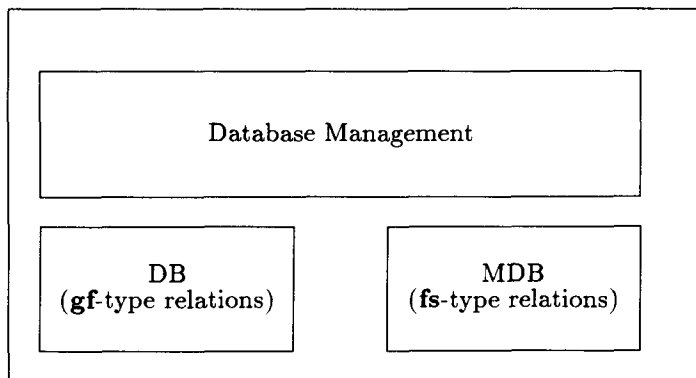 Database Management
DB
(gf-type relations)
MDB
(fs-type relations)